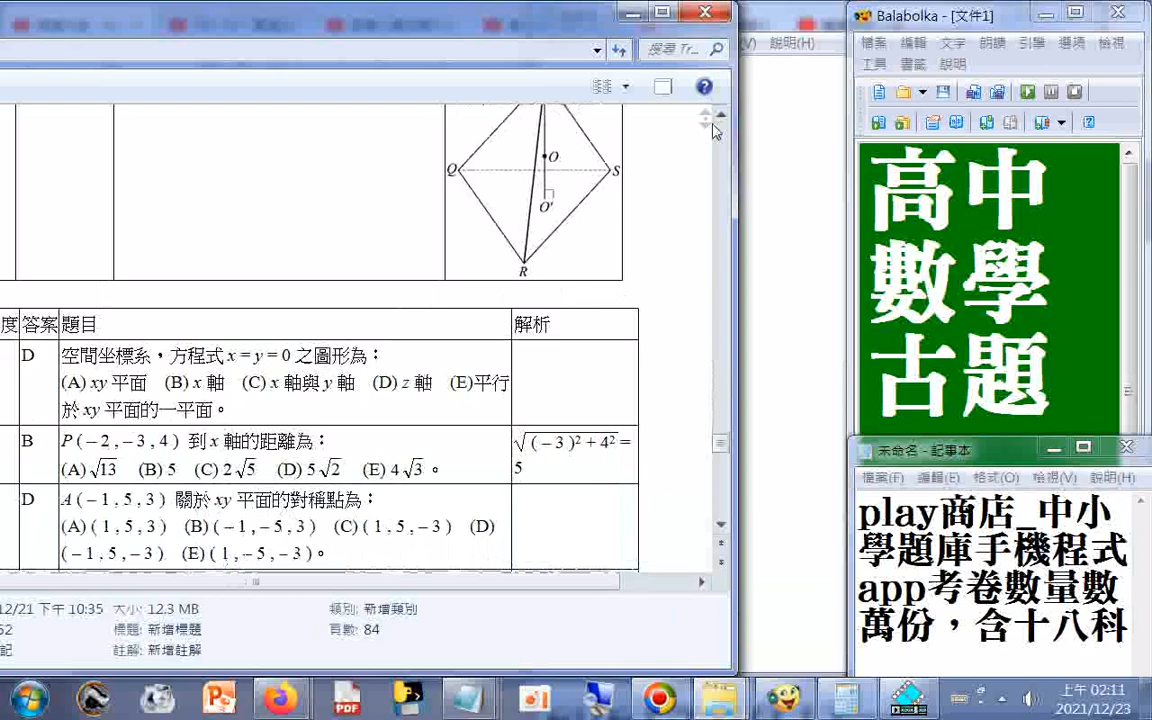 Balabolka - [文件1]
(V) 說明(H)
搜尋 Tr...
檔案 編輯 文字 朗讀 引擎 選項 檢視
工具 書籤 說明
高中
數學
古題
Q
O
S
O'
R
度 答案 題目 解析
D 空間坐標系，方程式 x = y = 0 之圖形為：
(A) xy 平面 (B) x 軸 (C) x 軸與 y 軸 (D) z 軸 (E)平行
於 xy 平面的一平面。
B P ( − 2 , − 3 , 4 ) 到 x 軸的距離為： √( − 3 )² + 4² =
(A) √13 (B) 5 (C) 2√5 (D) 5√2 (E) 4√3 。 5
D A ( − 1 , 5 , 3 ) 關於 xy 平面的對稱點為：
(A) ( 1 , 5 , 3 ) (B) ( − 1 , − 5 , 3 ) (C) ( 1 , 5 , − 3 ) (D)
( − 1 , 5 , − 3 ) (E) ( 1 , − 5 , − 3 )。
未命名 - 記事本
檔案(F) 編輯(E) 格式(O) 檢視(V) 說明(H)
play商店_中小
學題庫手機程式
app考卷數量數
萬份，含十八科
12/21 下午 10:35 大小: 12.3 MB 類別: 新增類別
52 標題: 新增標題 頁數: 84
記 註解: 新增註解
PDF
上午 02:11
2021/12/23